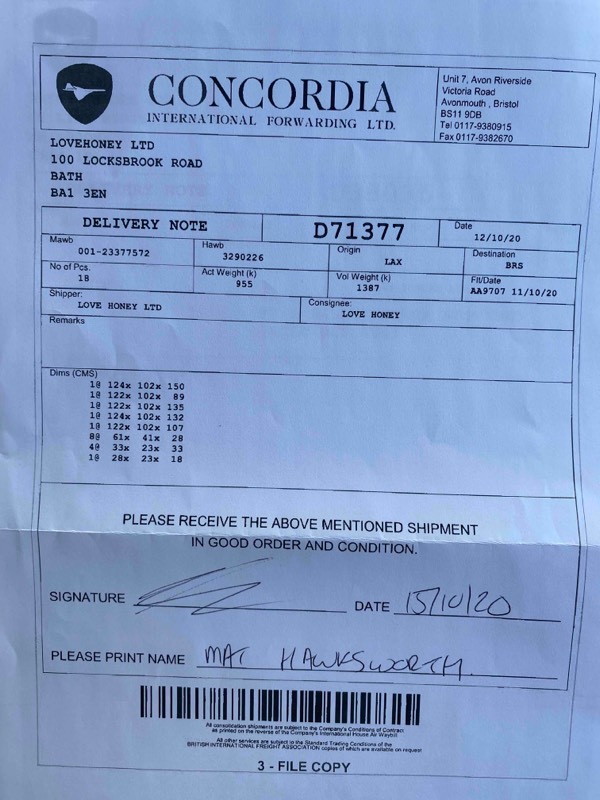 CONCORDIA
INTERNATIONAL FORWARDING LTD.
Unit 7, Avon Riverside
Victoria Road
Avonmouth , Bristol
BS11 9DB
Tel 0117-9380915
Fax 0117-9382670
LOVEHONEY LTD
100 LOCKSBROOK ROAD
BATH
BA1 3EN
DELIVERY NOTE D71377 Date 12/10/20
Mawb 001-23377572 Hawb 3290226 Origin LAX Destination BRS
No of Pcs. 18 Act Weight (k) 955 Vol Weight (k) 1387 Flt/Date AA9707 11/10/20
Shipper: LOVE HONEY LTD Consignee: LOVE HONEY
Remarks
Dims (CMS)
1@ 124x 102x 150
1@ 122x 102x 89
1@ 122x 102x 135
1@ 124x 102x 132
1@ 122x 102x 107
8@ 61x 41x 28
4@ 33x 23x 33
1@ 28x 23x 18
PLEASE RECEIVE THE ABOVE MENTIONED SHIPMENT
IN GOOD ORDER AND CONDITION.
SIGNATURE DATE 15/10/20
PLEASE PRINT NAME MAT HAWKSWORTH.
All consolidation shipments are subject to the Company's Conditions of Contract
as printed on the reverse of the Company's International House Air Waybill
All other services are subject to the Standard Trading Conditions of the
BRITISH INTERNATIONAL FREIGHT ASSOCIATION copies of which are available on request
3 - FILE COPY